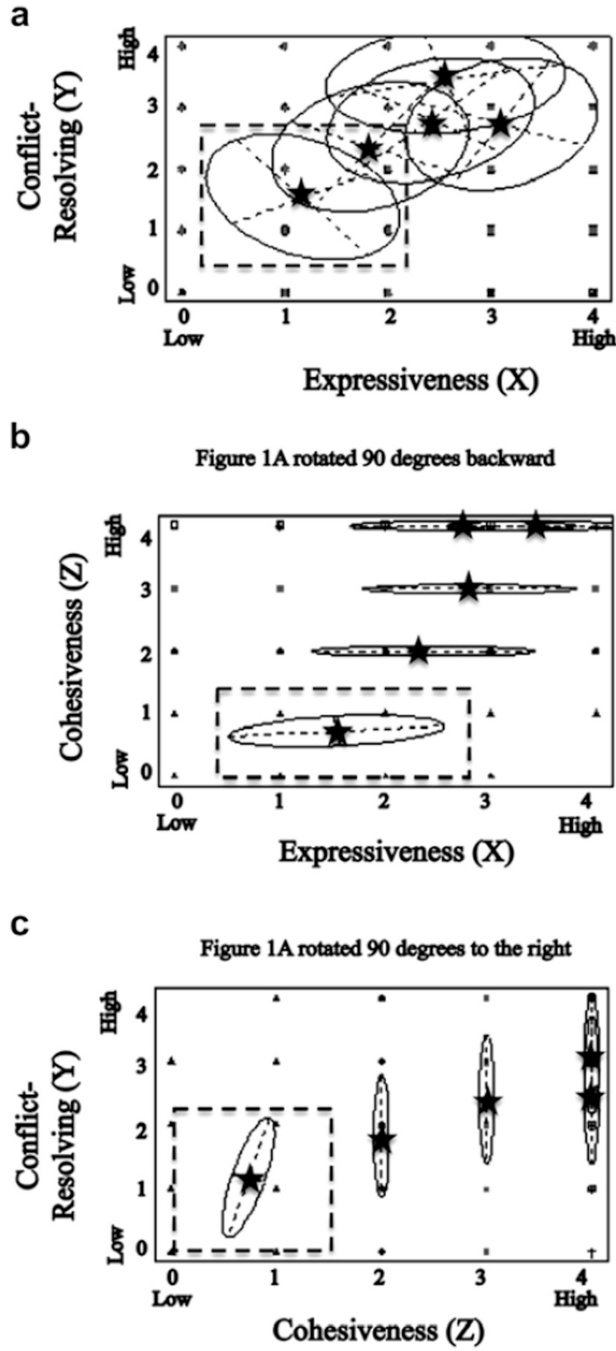 a
High
4
3
2
1
0
Low
Conflict-
Resolving (Y)
0 1 2 3 4
Low High
Expressiveness (X)
b
Figure 1A rotated 90 degrees backward
High
4
3
2
1
0
Low
Cohesiveness (Z)
0 1 2 3 4
Low High
Expressiveness (X)
c
Figure 1A rotated 90 degrees to the right
High
4
3
2
1
0
Low
Conflict-
Resolving (Y)
0 1 2 3 4
Low High
Cohesiveness (Z)